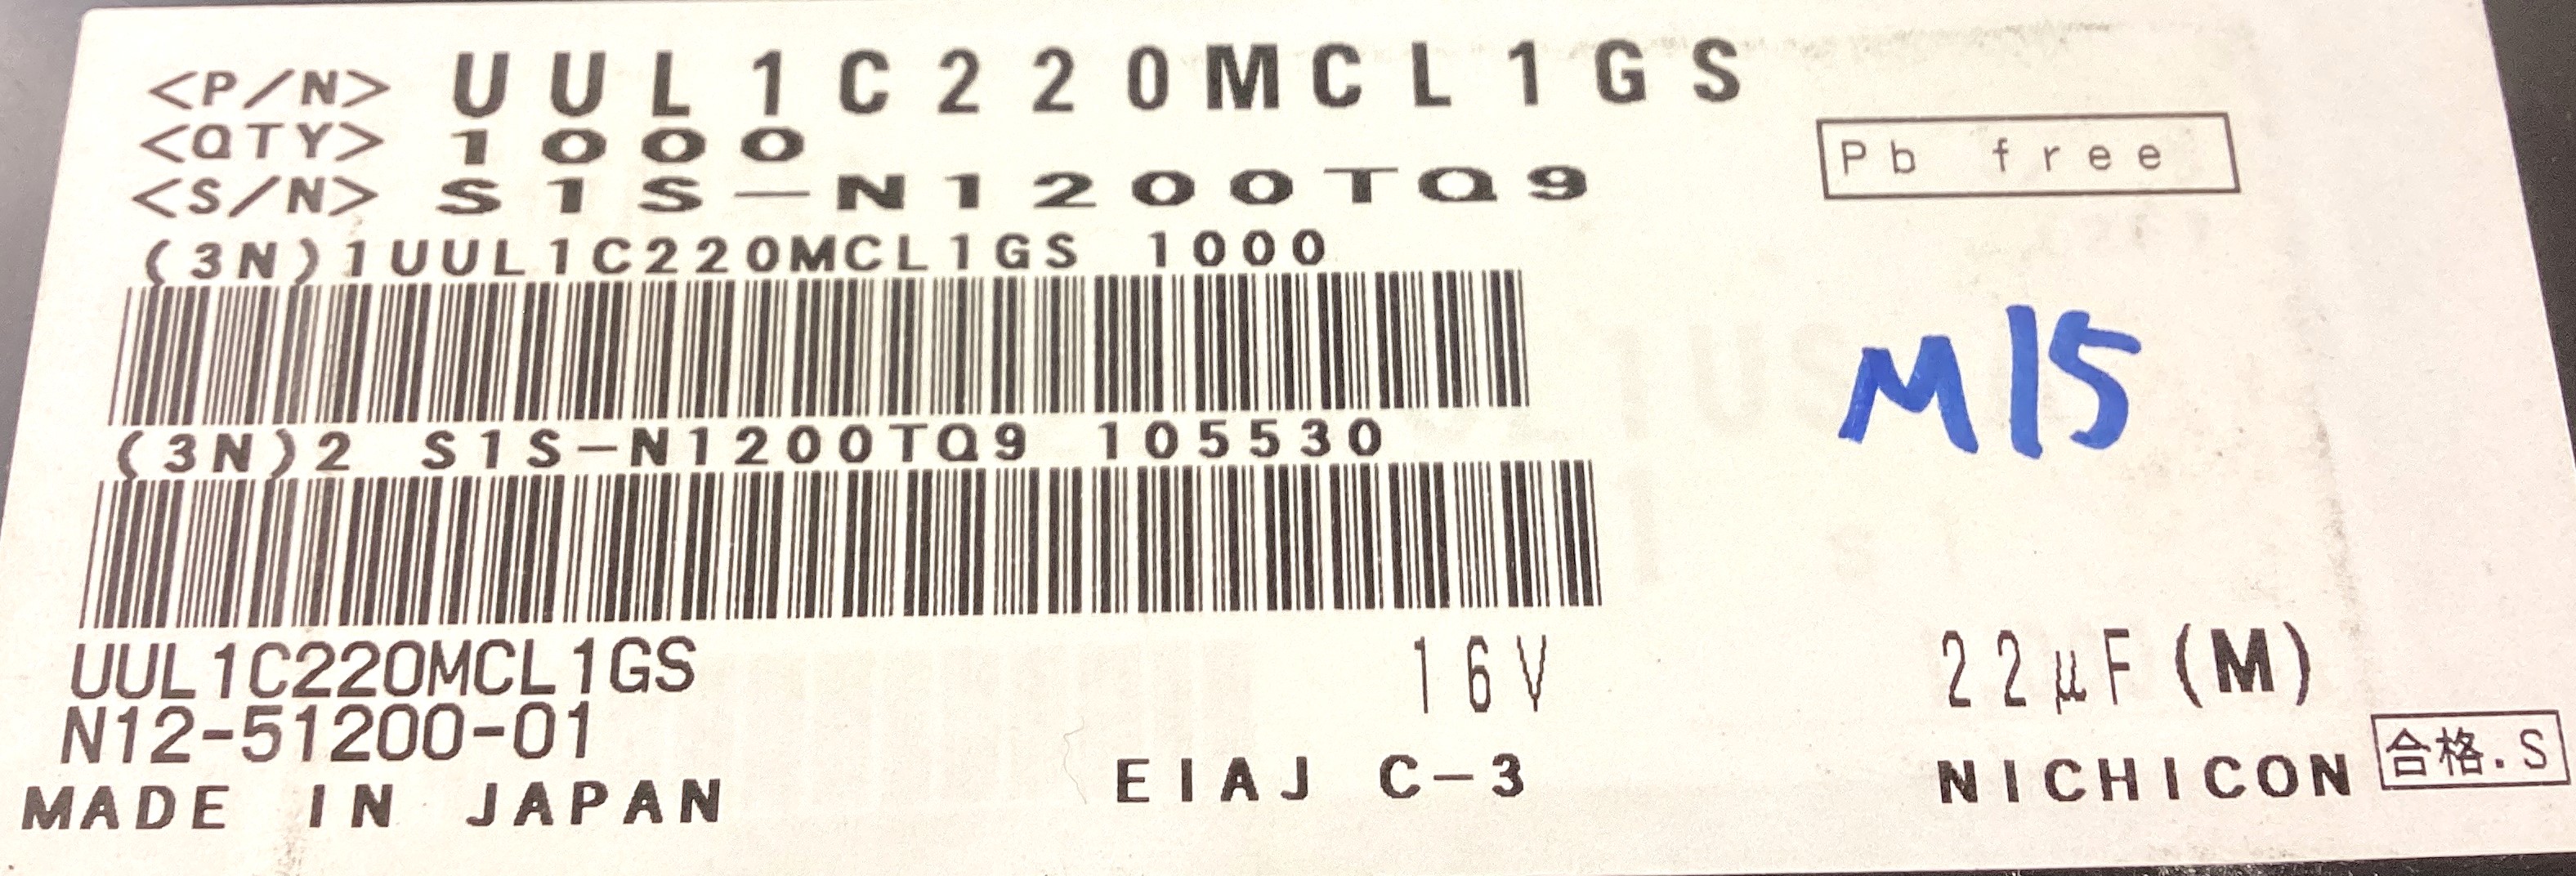 <P/N> UUL1C220MCL1GS
<QTY> 1000
<S/N> S1S-N1200TQ9
Pb free
(3N)1UUL1C220MCL1GS 1000
M15
(3N)2 S1S-N1200TQ9 105530
UUL1C220MCL1GS 16V 22μF(M)
N12-51200-01
MADE IN JAPAN EIAJ C-3 NICHICON 合格.S